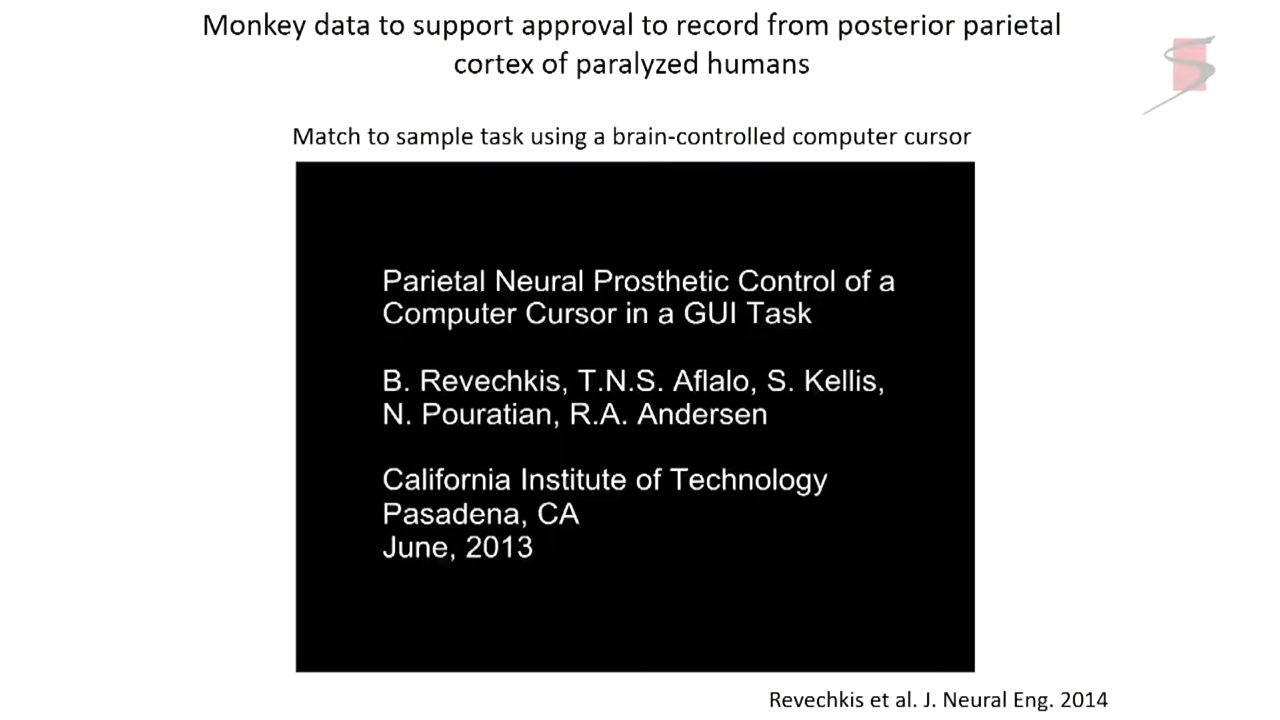 Monkey data to support approval to record from posterior parietal
cortex of paralyzed humans
Match to sample task using a brain-controlled computer cursor
Parietal Neural Prosthetic Control of a
Computer Cursor in a GUI Task
B. Revechkis, T.N.S. Aflalo, S. Kellis,
N. Pouratian, R.A. Andersen
California Institute of Technology
Pasadena, CA
June, 2013
Revechkis et al. J. Neural Eng. 2014